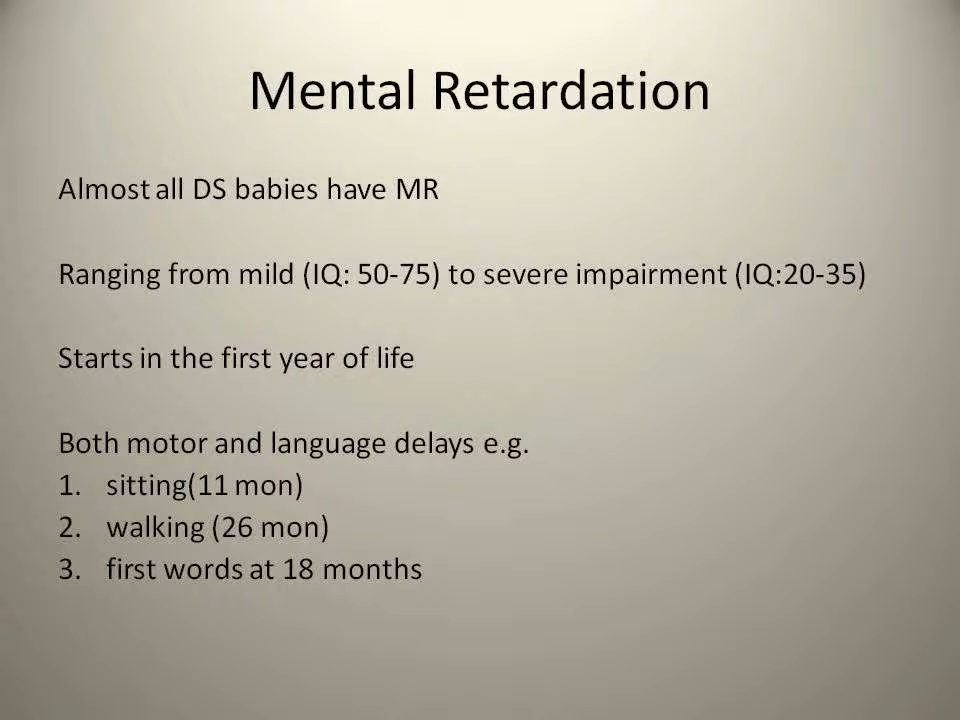 Mental Retardation
Almost all DS babies have MR
Ranging from mild (IQ: 50-75) to severe impairment (IQ:20-35)
Starts in the first year of life
Both motor and language delays e.g.
1. sitting(11 mon)
2. walking (26 mon)
3. first words at 18 months